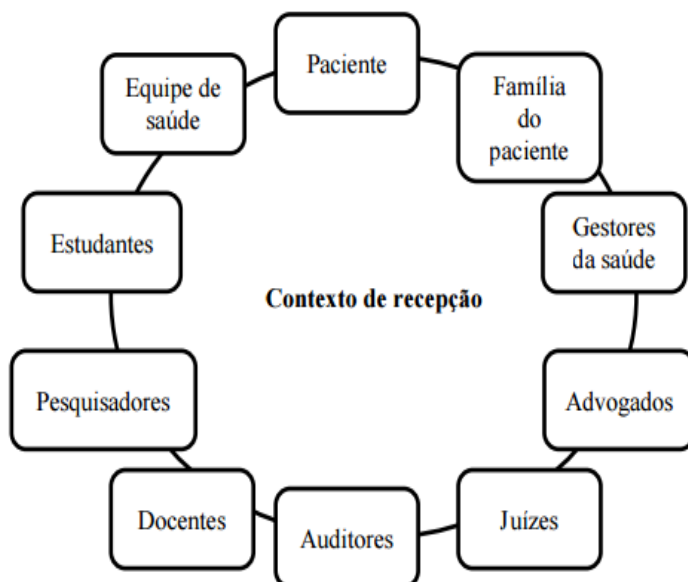 Paciente
Família
do
paciente
Gestores
da saúde
Advogados
Juízes
Auditores
Docentes
Pesquisadores
Estudantes
Equipe de
saúde
Contexto de recepção